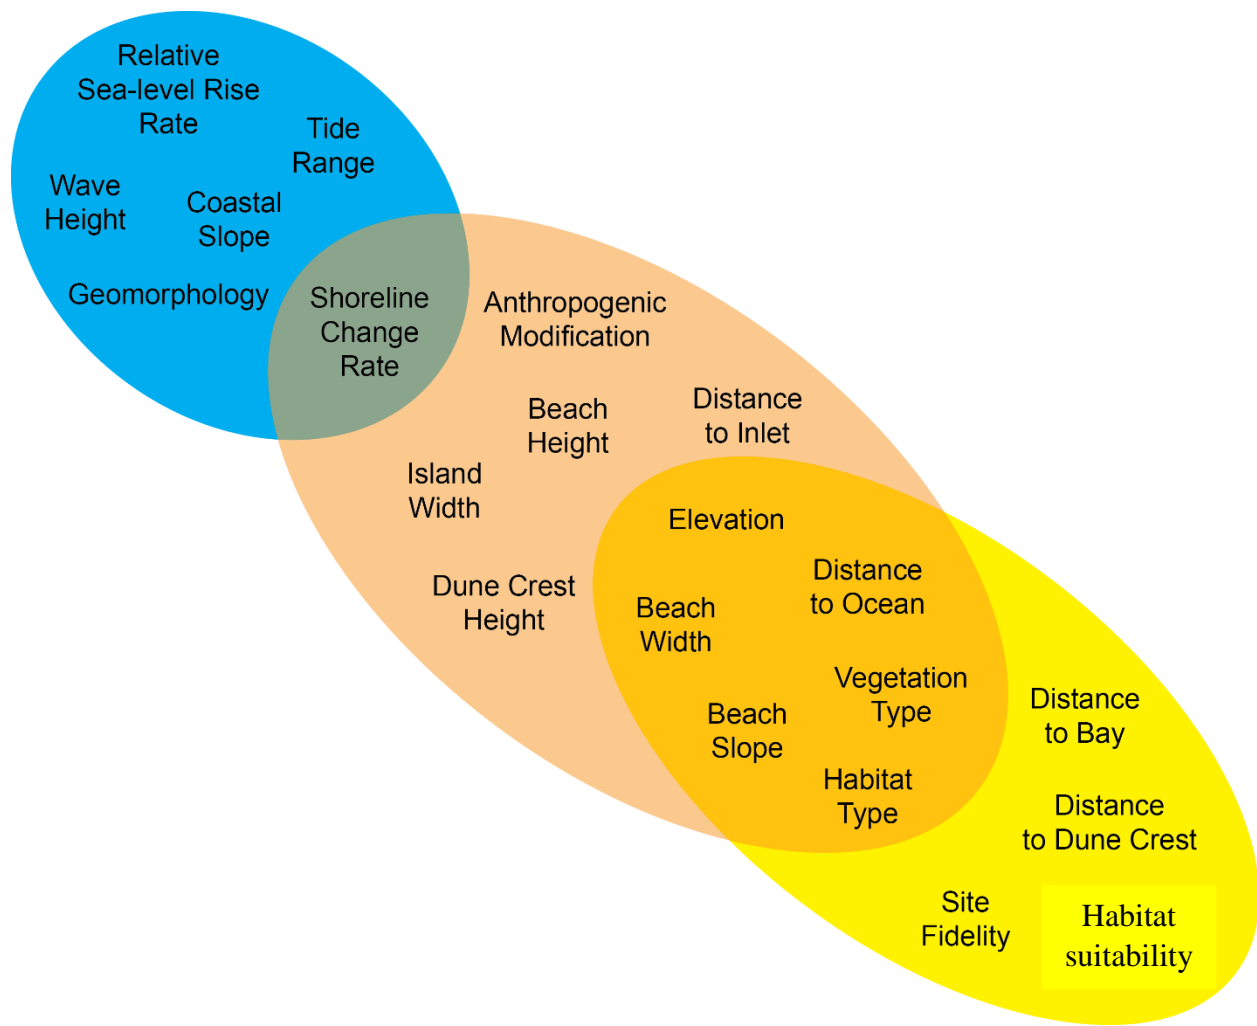 Relative
Sea-level Rise
Rate
Tide
Range
Wave
Height
Coastal
Slope
Geomorphology
Shoreline
Change
Rate
Anthropogenic
Modification
Beach
Height
Distance
to Inlet
Island
Width
Elevation
Dune Crest
Height
Distance
to Ocean
Beach
Width
Vegetation
Type
Beach
Slope
Habitat
Type
Distance
to Bay
Distance
to Dune Crest
Site
Fidelity
Habitat
suitability